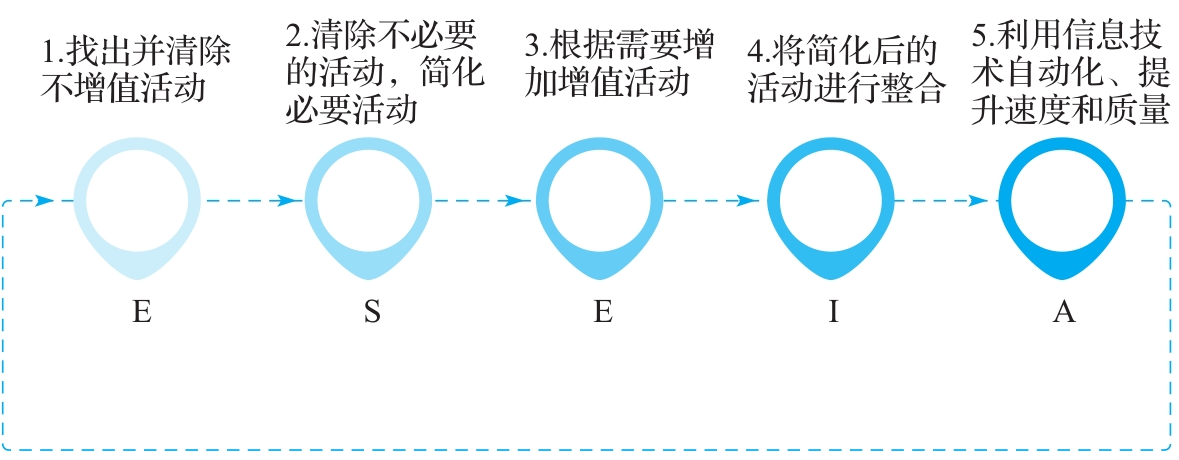 1.找出并清除
不增值活动
2.清除不必要
的活动，简化
必要活动
3.根据需要增
加增值活动
4.将简化后的
活动进行整合
5.利用信息技
术自动化、提
升速度和质量
E
S
E
I
A